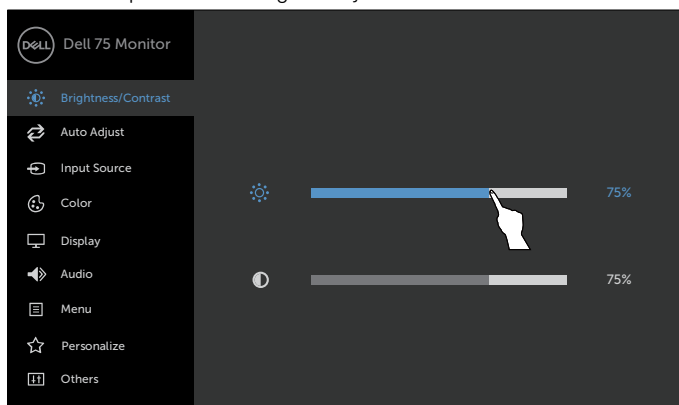 DELL
Dell 75 Monitor
Brightness/Contrast
Auto Adjust
Input Source
Color
75%
Display
Audio
75%
Menu
Personalize
Others